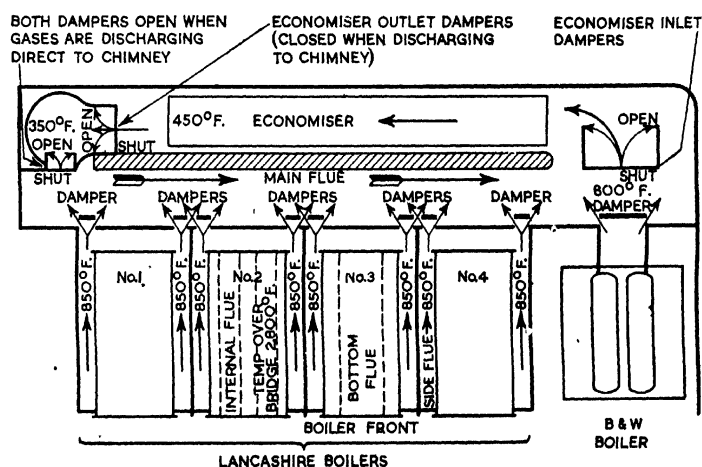 BOTH DAMPERS OPEN WHEN
GASES ARE DISCHARGING
DIRECT TO CHIMNEY
ECONOMISER OUTLET DAMPERS
(CLOSED WHEN DISCHARGING
TO CHIMNEY)
ECONOMISER INLET
DAMPERS
350°F.
OPEN
OPEN
SHUT
SHUT
450°F. ECONOMISER
OPEN
SHUT
MAIN FLUE
800° F.
DAMPER
DAMPER
DAMPERS
DAMPERS
DAMPERS
DAMPER
850°F.
No.1
850°F.
850°F.
No.2
INTERNAL FLUE
TEMP-OVER-
BRIDGE 2,800°F.
850°F.
850°F.
No.3
BOTTOM
FLUE
850°F.
850°F.
SIDE FLUE
No.4
850°F.
BOILER FRONT
LANCASHIRE BOILERS
B & W
BOILER